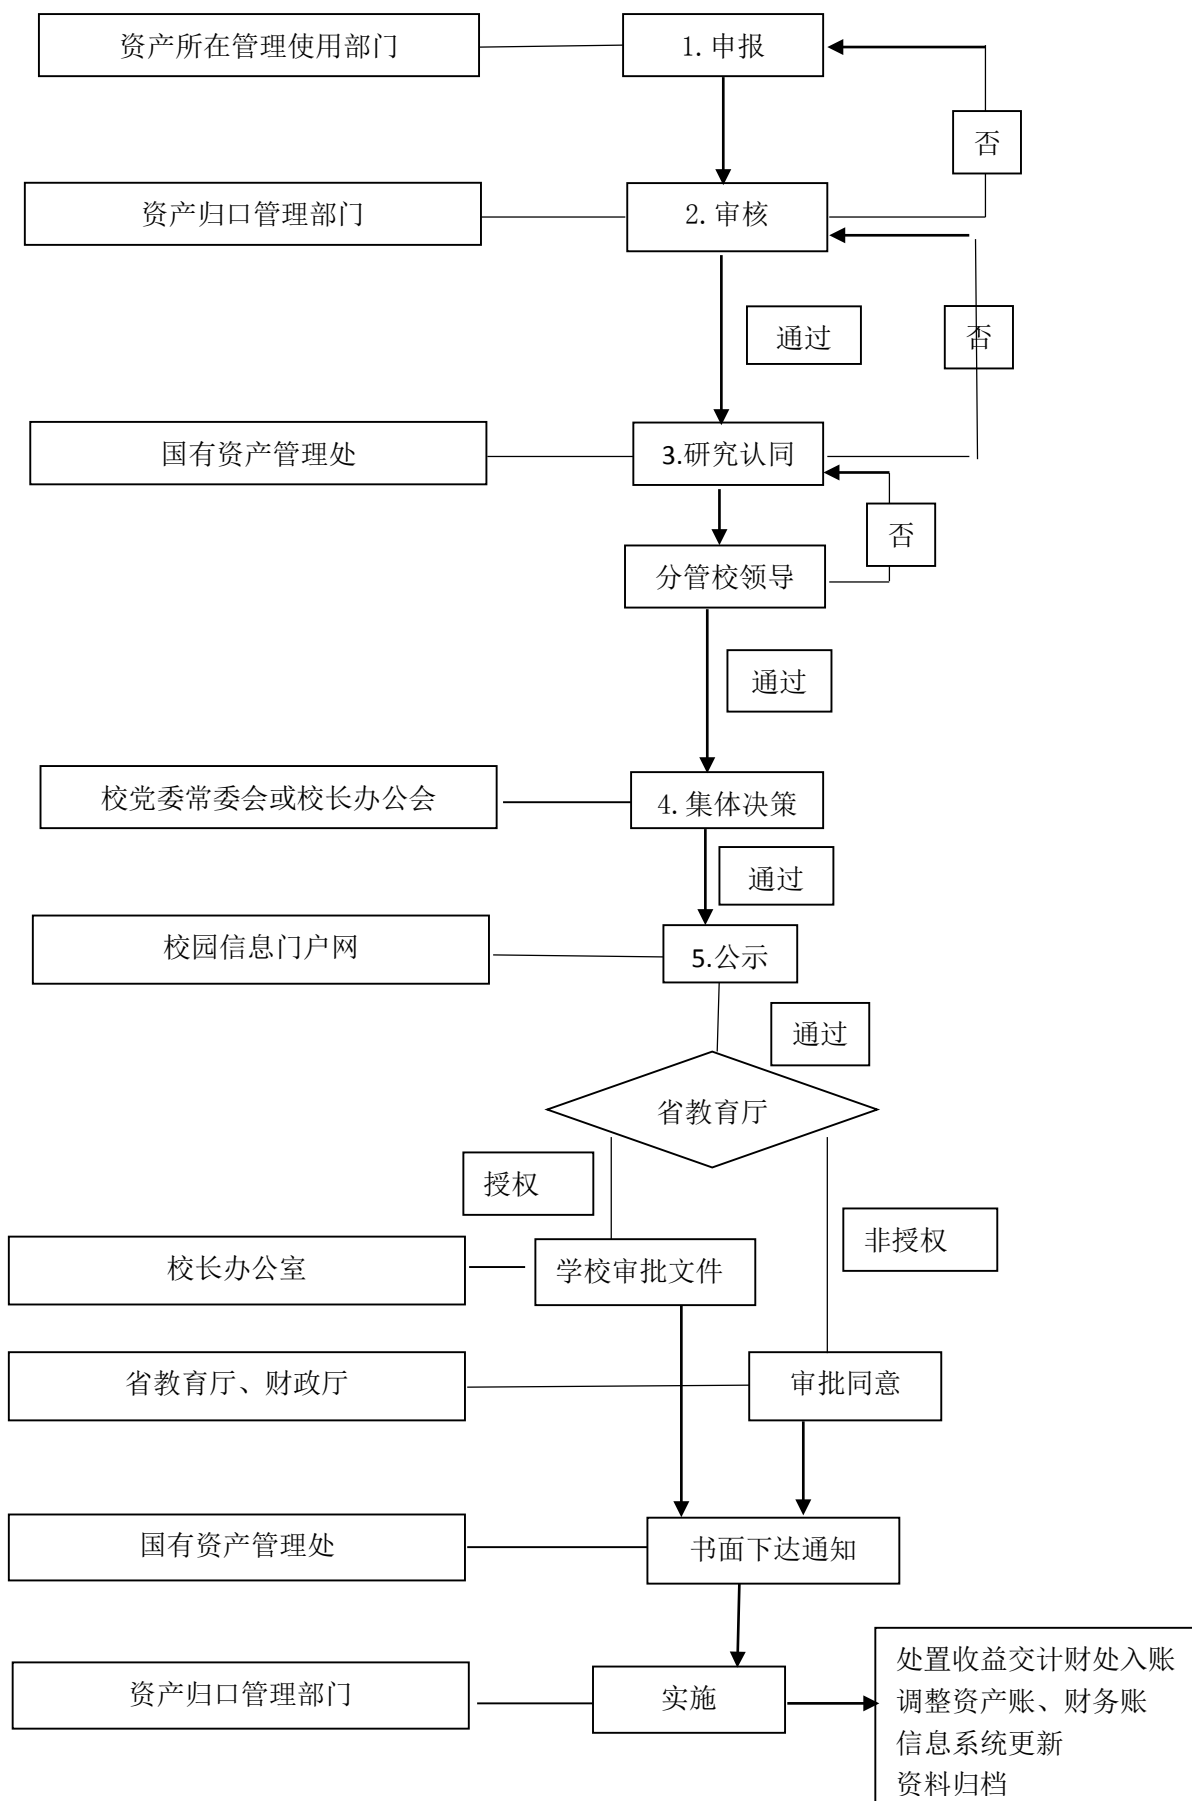 资产所在管理使用部门
1.申报
否
资产归口管理部门
2.审核
通过
否
国有资产管理处
3.研究认同
否
分管校领导
通过
校党委常委会或校长办公会
4.集体决策
通过
校园信息门户网
5.公示
通过
省教育厅
授权
非授权
校长办公室
学校审批文件
省教育厅、财政厅
审批同意
国有资产管理处
书面下达通知
资产归口管理部门
实施
处置收益交计财处入账
调整资产账、财务账
信息系统更新
资料归档